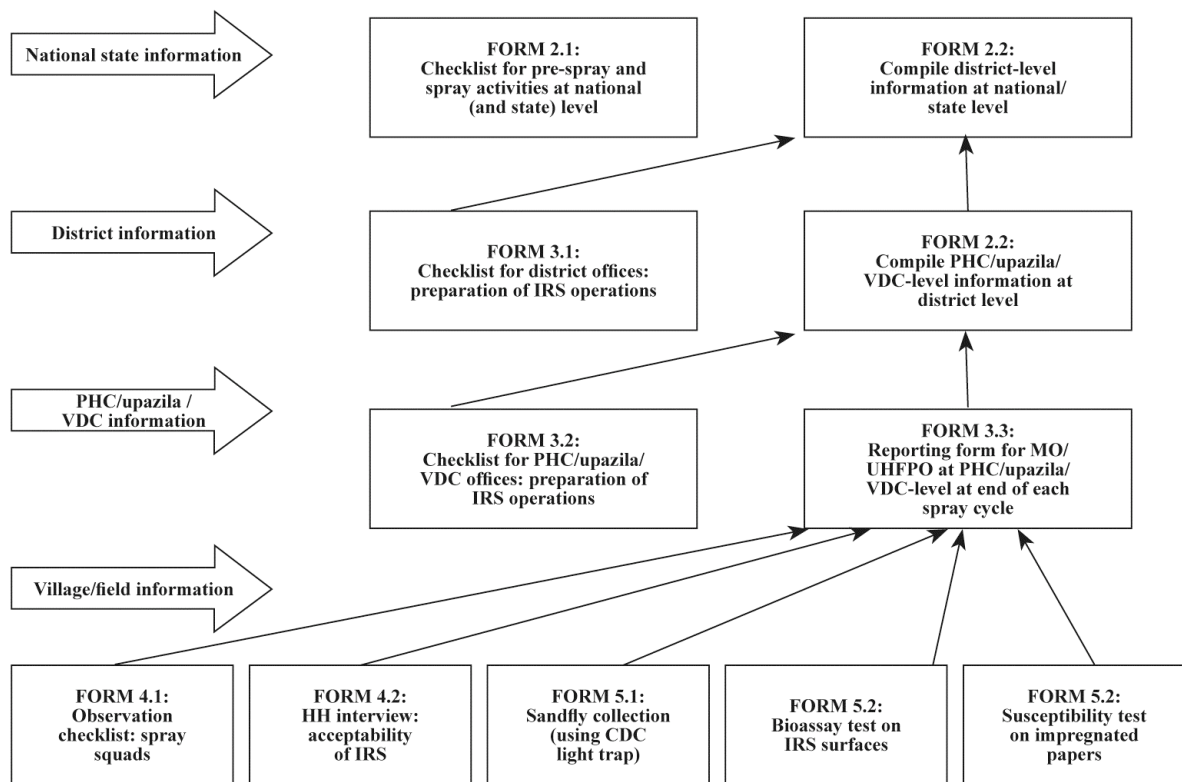 National state information
FORM 2.1:
Checklist for pre-spray and
spray activities at national
(and state) level
FORM 2.2:
Compile district-level
information at national/
state level
District information
FORM 3.1:
Checklist for district offices:
preparation of IRS operations
FORM 2.2:
Compile PHC/upazila/
VDC-level information at
district level
PHC/upazila /
VDC information
FORM 3.2:
Checklist for PHC/upazila/
VDC offices: preparation of
IRS operations
FORM 3.3:
Reporting form for MO/
UHFPO at PHC/upazila/
VDC-level at end of each
spray cycle
Village/field information
FORM 4.1:
Observation
checklist: spray
squads
FORM 4.2:
HH interview:
acceptability
of IRS
FORM 5.1:
Sandfly collection
(using CDC
light trap)
FORM 5.2:
Bioassay test on
IRS surfaces
FORM 5.2:
Susceptibility test
on impregnated
papers